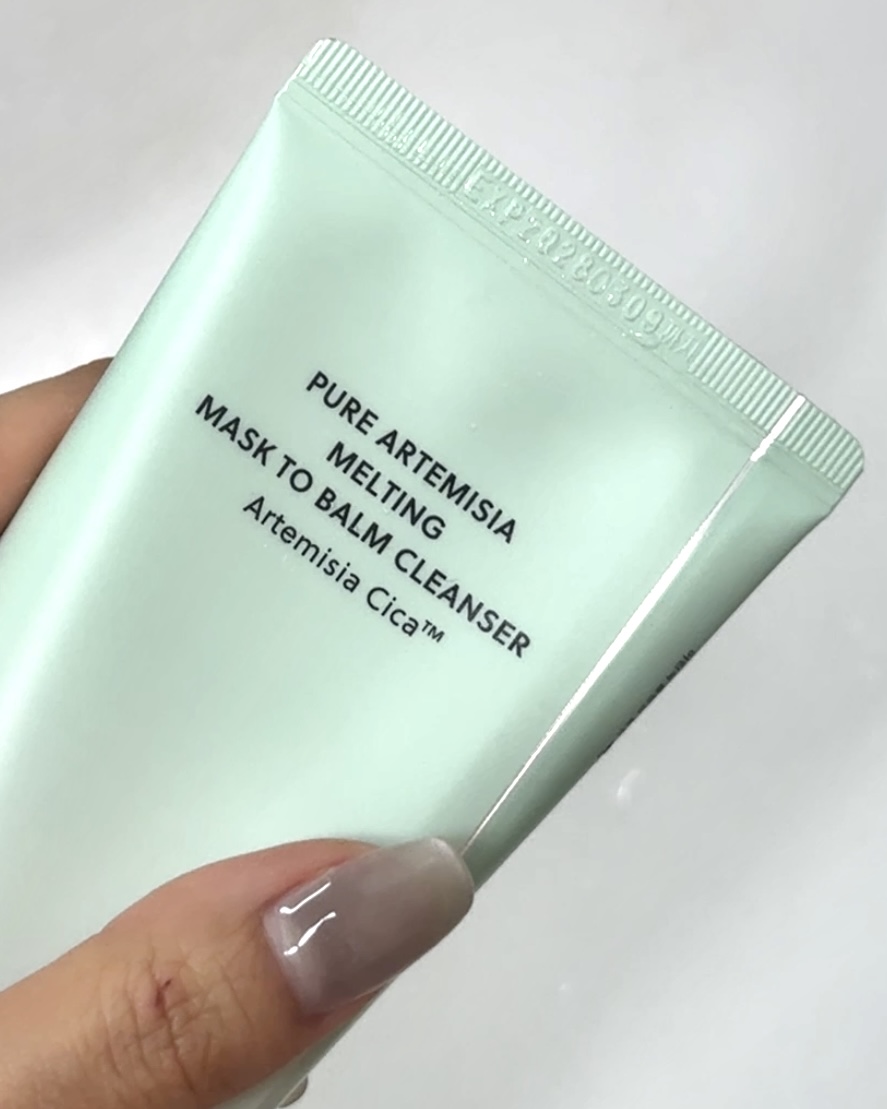 EXP20280309
PURE ARTEMISIA
MELTING
MASK TO BALM CLEANSER
Artemisia Cica™